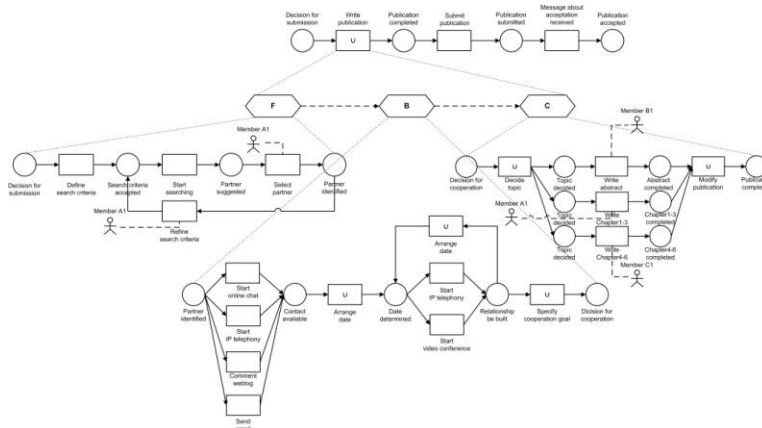 Decision for
submission
Write
publication
Publication
completed
Submit
publication
Publication
submitted
Message about
acceptation
received
Publication
accepted
U
F
B
C
Member A1
Member B1
Decision for
submission
Define
search criteria
Search criteria
accepted
Start
searching
Partner
suggested
Select
partner
Partner
identified
Member A1
Refine
search criteria
Decision for
cooperation
U
Decide
topic
Topic
decided
Write
abstract
Abstract
completed
U
Modify
publication
Member A1
Topic
decided
Write
Chapter1-3
Chapter1-3
completed
Topic
decided
Write
Chapter4-6
Chapter4-6
completed
Member C1
U
Arrange
date
Partner
identified
Start
online chat
Start
IP telephony
Comment
weblog
Send
Contact
available
U
Arrange
date
Date
determined
Start
IP telephony
Start
video conference
Relationship
be built
U
Specify
cooperation goal
Dicision for
cooperation